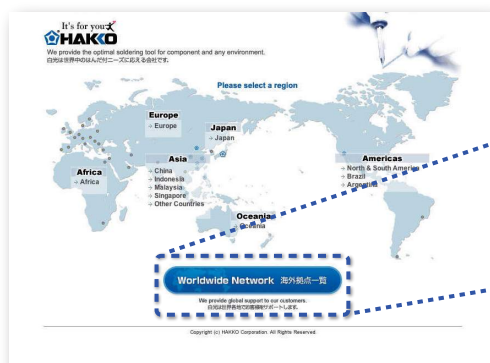 It's for you
HAKKO
We provide the optimal soldering tool for component and any environment.
白光は世界中のはんだ付ニーズに応える会社です。
Please select a region
Europe
Europe
Japan
Japan
Asia
China
Indonesia
Malaysia
Singapore
Other Countries
Africa
Africa
Americas
North & South America
Brazil
Argentina
Oceania
Oceania
Worldwide Network 海外拠点一覧
We provide global support to our customers.
白光は世界各地でお客様をサポートします。
Copyright (c) HAKKO Corporation. All Rights Reserved